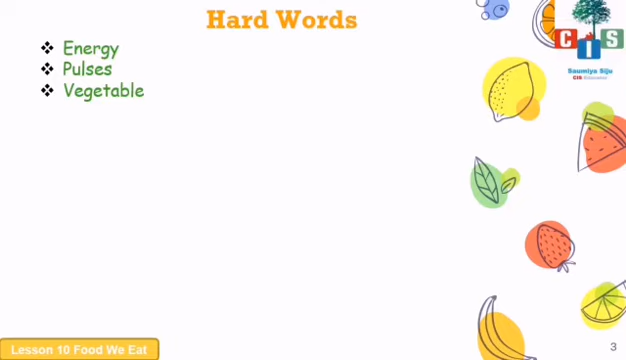 Hard Words
CIS
Saumiya Siju
❖ Energy
❖ Pulses
❖ Vegetable
Lesson 10 Food We Eat
3